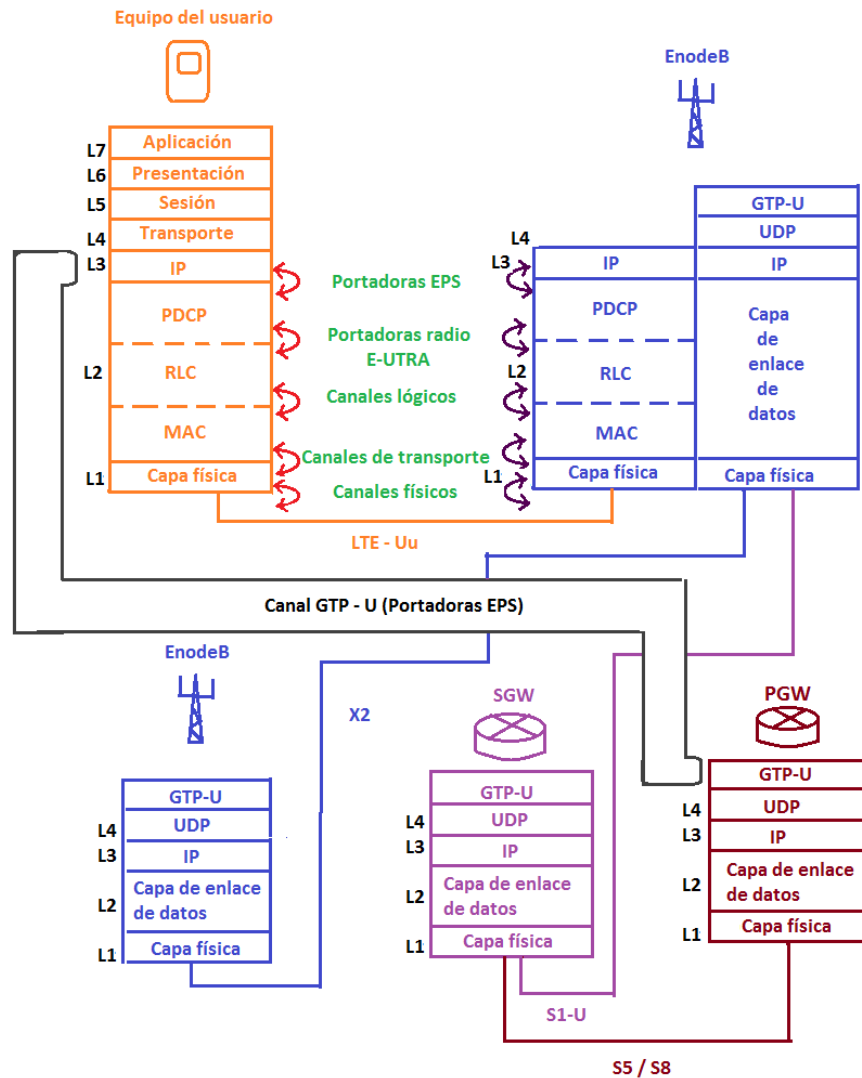 Equipo del usuario
EnodeB
L7
Aplicación
L6
Presentación
L5
Sesión
L4
Transporte
L3
IP
PDCP
L2
RLC
MAC
L1
Capa física
Portadoras EPS
Portadoras radio
E-UTRA
Canales lógicos
Canales de transporte
Canales físicos
L4
L3
IP
PDCP
L2
RLC
MAC
L1
Capa física
GTP-U
UDP
IP
Capa
de
enlace
de
datos
Capa física
LTE - Uu
Canal GTP - U (Portadoras EPS)
EnodeB
X2
SGW
PGW
GTP-U
L4
UDP
L3
IP
L2
Capa de enlace
de datos
L1
Capa física
GTP-U
L4
UDP
L3
IP
L2
Capa de enlace
de datos
L1
Capa física
GTP-U
L4
UDP
L3
IP
L2
Capa de enlace
de datos
L1
Capa física
S1-U
S5 / S8